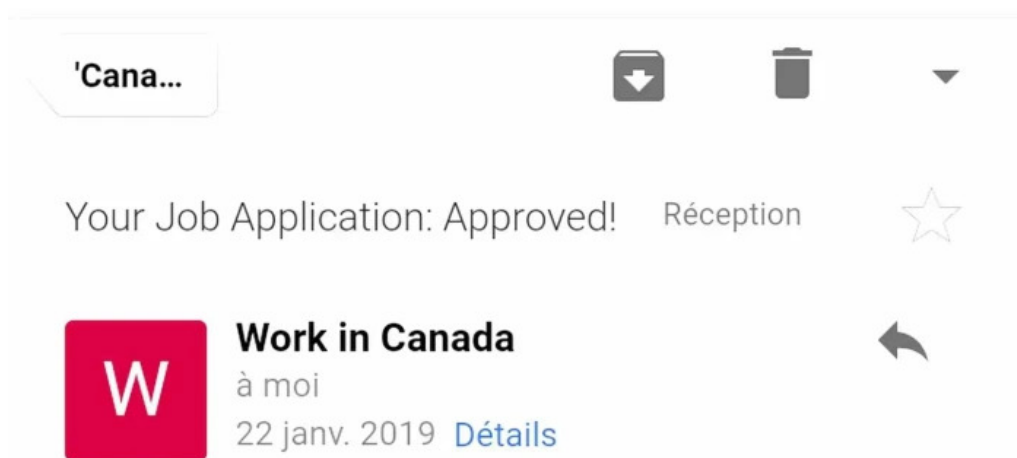 'Cana...
Your Job Application: Approved! Réception
W
Work in Canada
à moi
22 janv. 2019 Détails